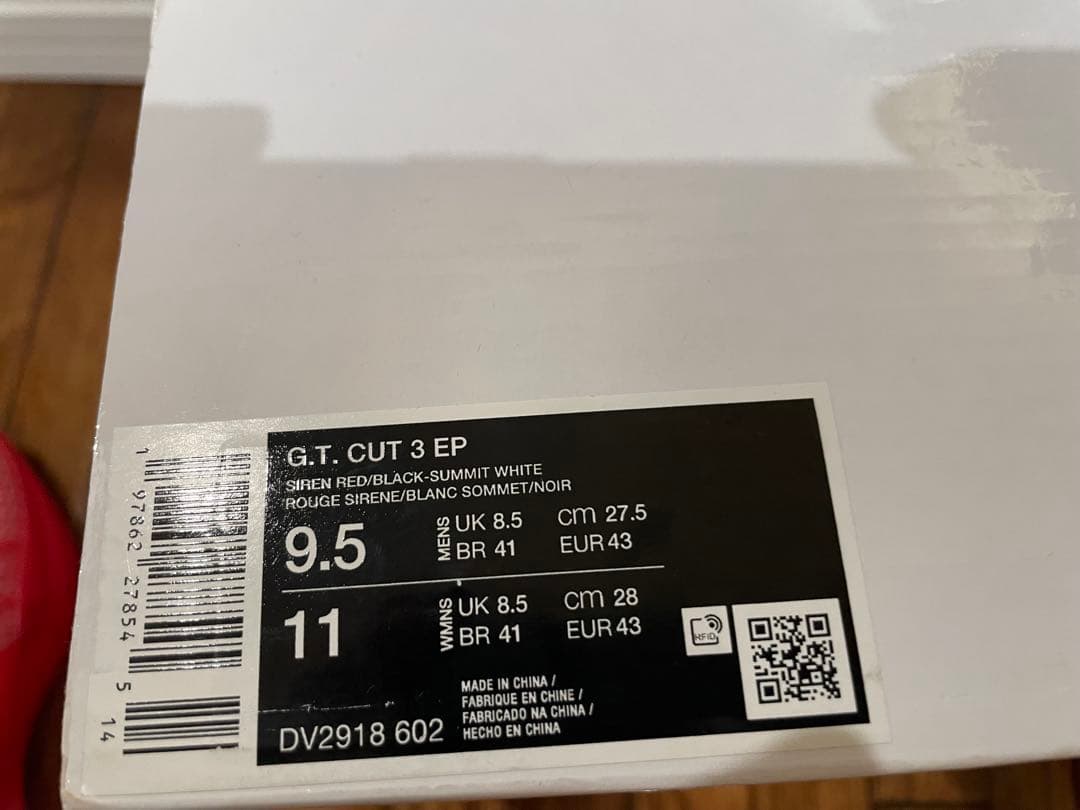 G.T. CUT 3 EP
SIREN RED/BLACK-SUMMIT WHITE
ROUGE SIRENE/BLANC SOMMET/NOIR
9.5 MENS UK 8.5 cm 27.5
BR 41 EUR 43
11 WMNS UK 8.5 cm 28
BR 41 EUR 43
RFID
MADE IN CHINA /
FABRIQUE EN CHINE /
FABRICADO NA CHINA /
HECHO EN CHINA
DV2918 602
1 97862 27854 5 14